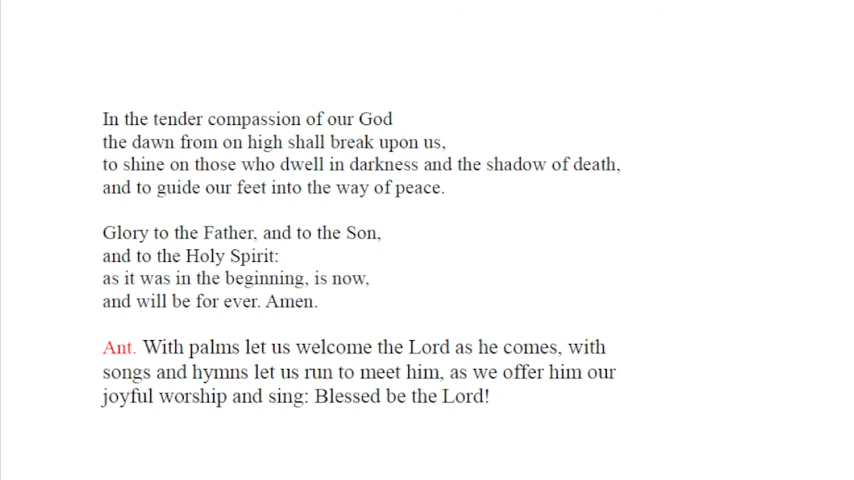 In the tender compassion of our God
the dawn from on high shall break upon us,
to shine on those who dwell in darkness and the shadow of death,
and to guide our feet into the way of peace.
Glory to the Father, and to the Son,
and to the Holy Spirit:
as it was in the beginning, is now,
and will be for ever. Amen.
Ant. With palms let us welcome the Lord as he comes, with
songs and hymns let us run to meet him, as we offer him our
joyful worship and sing: Blessed be the Lord!